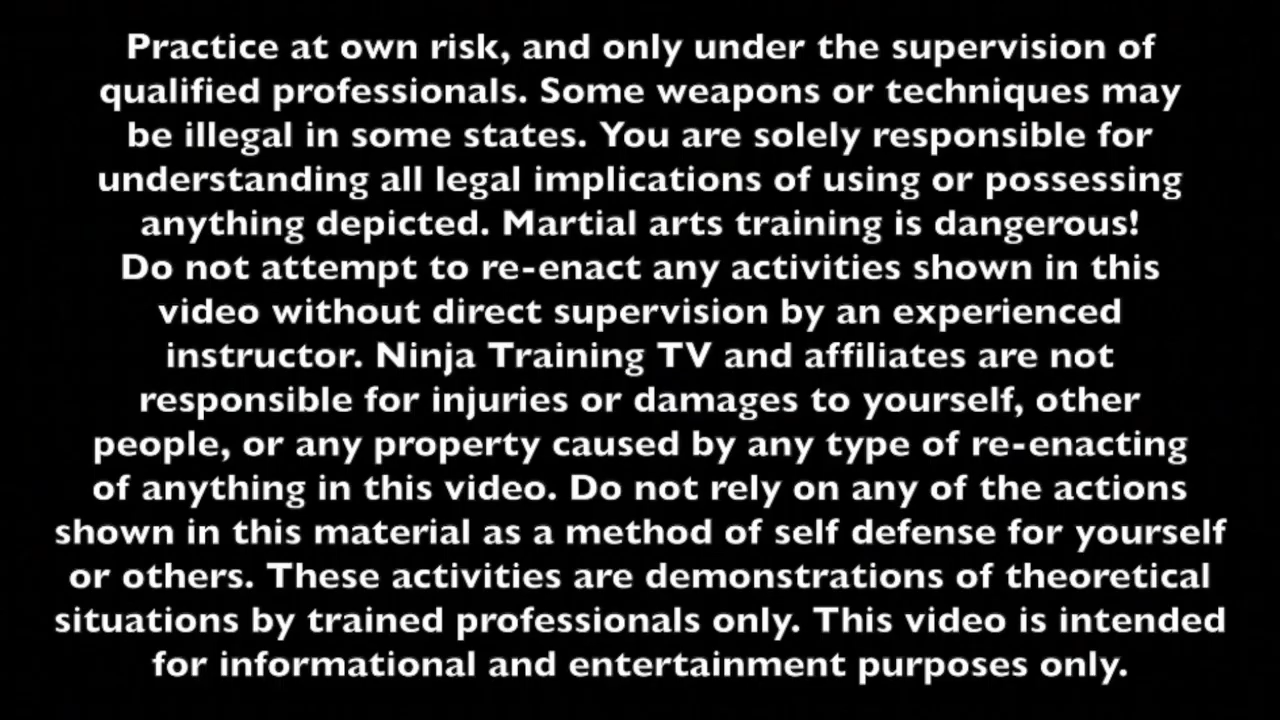 Practice at own risk, and only under the supervision of
qualified professionals. Some weapons or techniques may
be illegal in some states. You are solely responsible for
understanding all legal implications of using or possessing
anything depicted. Martial arts training is dangerous!
Do not attempt to re-enact any activities shown in this
video without direct supervision by an experienced
instructor. Ninja Training TV and affiliates are not
responsible for injuries or damages to yourself, other
people, or any property caused by any type of re-enacting
of anything in this video. Do not rely on any of the actions
shown in this material as a method of self defense for yourself
or others. These activities are demonstrations of theoretical
situations by trained professionals only. This video is intended
for informational and entertainment purposes only.